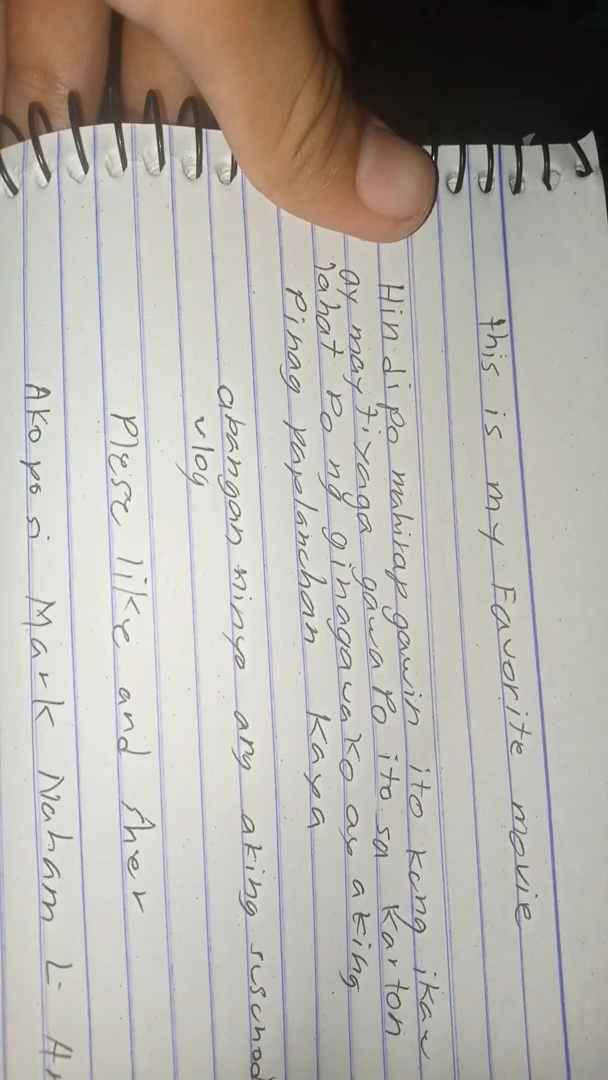 this is my Favorite movie
Hindi po mahirap gawin ito kung ikaw
ay may tiyaga gawa Po ito sa karton
lahat po ng ginagawa ko ay aking
pinag paplanohan kaya
abangan ninyo ang aking susunod
vlog
Plese like and sher
Ako po si Mark Naham L.